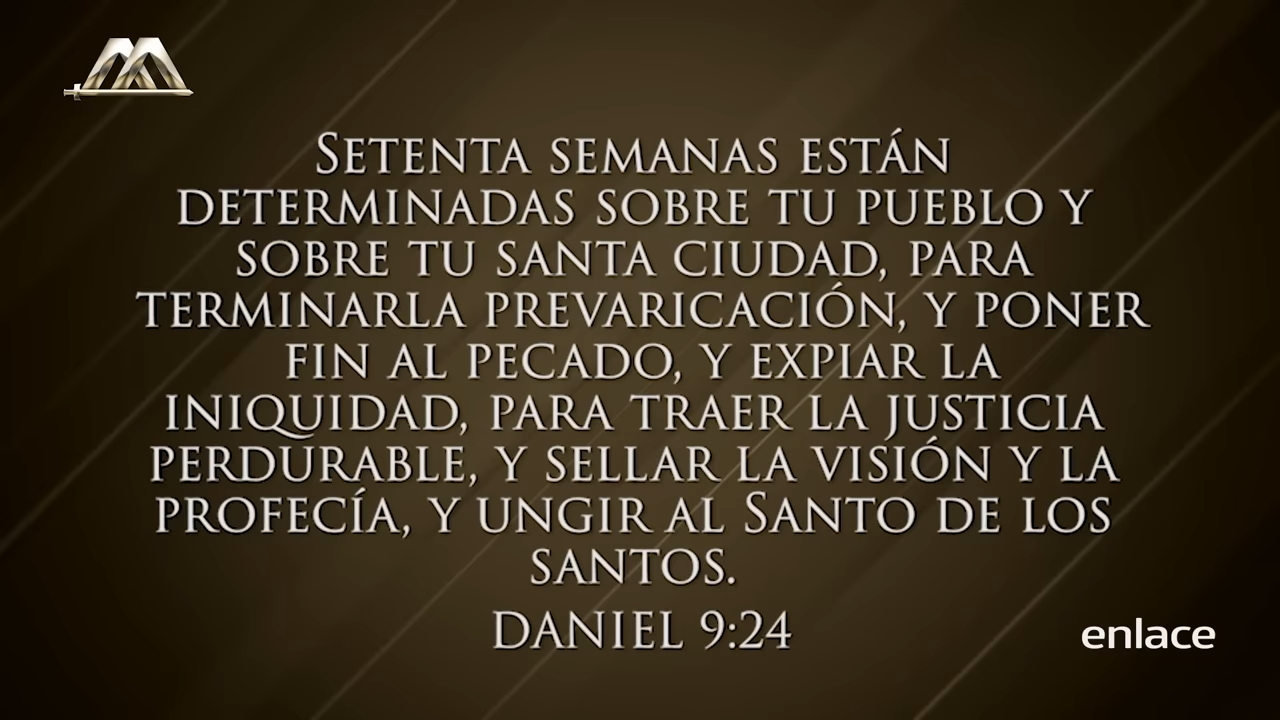 Setenta semanas están
determinadas sobre tu pueblo y
sobre tu santa ciudad, para
terminarla prevaricación, y poner
fin al pecado, y expiar la
iniquidad, para traer la justicia
perdurable, y sellar la visión y la
profecía, y ungir al Santo de los
santos.
DANIEL 9:24
enlace